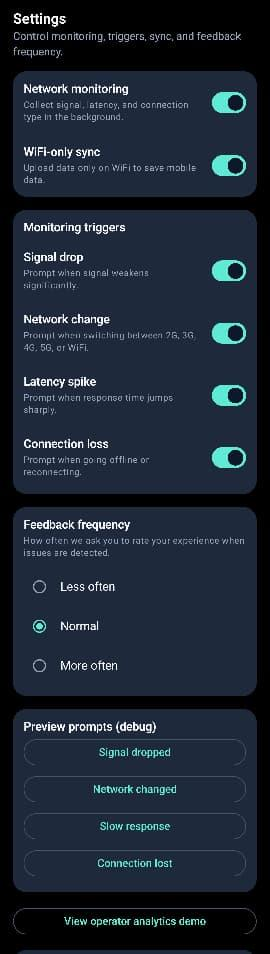 Settings
Control monitoring, triggers, sync, and feedback
frequency.
Network monitoring
Collect signal, latency, and connection
type in the background.
WiFi-only sync
Upload data only on WiFi to save mobile
data.
Monitoring triggers
Signal drop
Prompt when signal weakens
significantly.
Network change
Prompt when switching between 2G, 3G,
4G, 5G, or WiFi.
Latency spike
Prompt when response time jumps
sharply.
Connection loss
Prompt when going offline or
reconnecting.
Feedback frequency
How often we ask you to rate your experience when
issues are detected.
Less often
Normal
More often
Preview prompts (debug)
Signal dropped
Network changed
Slow response
Connection lost
View operator analytics demo